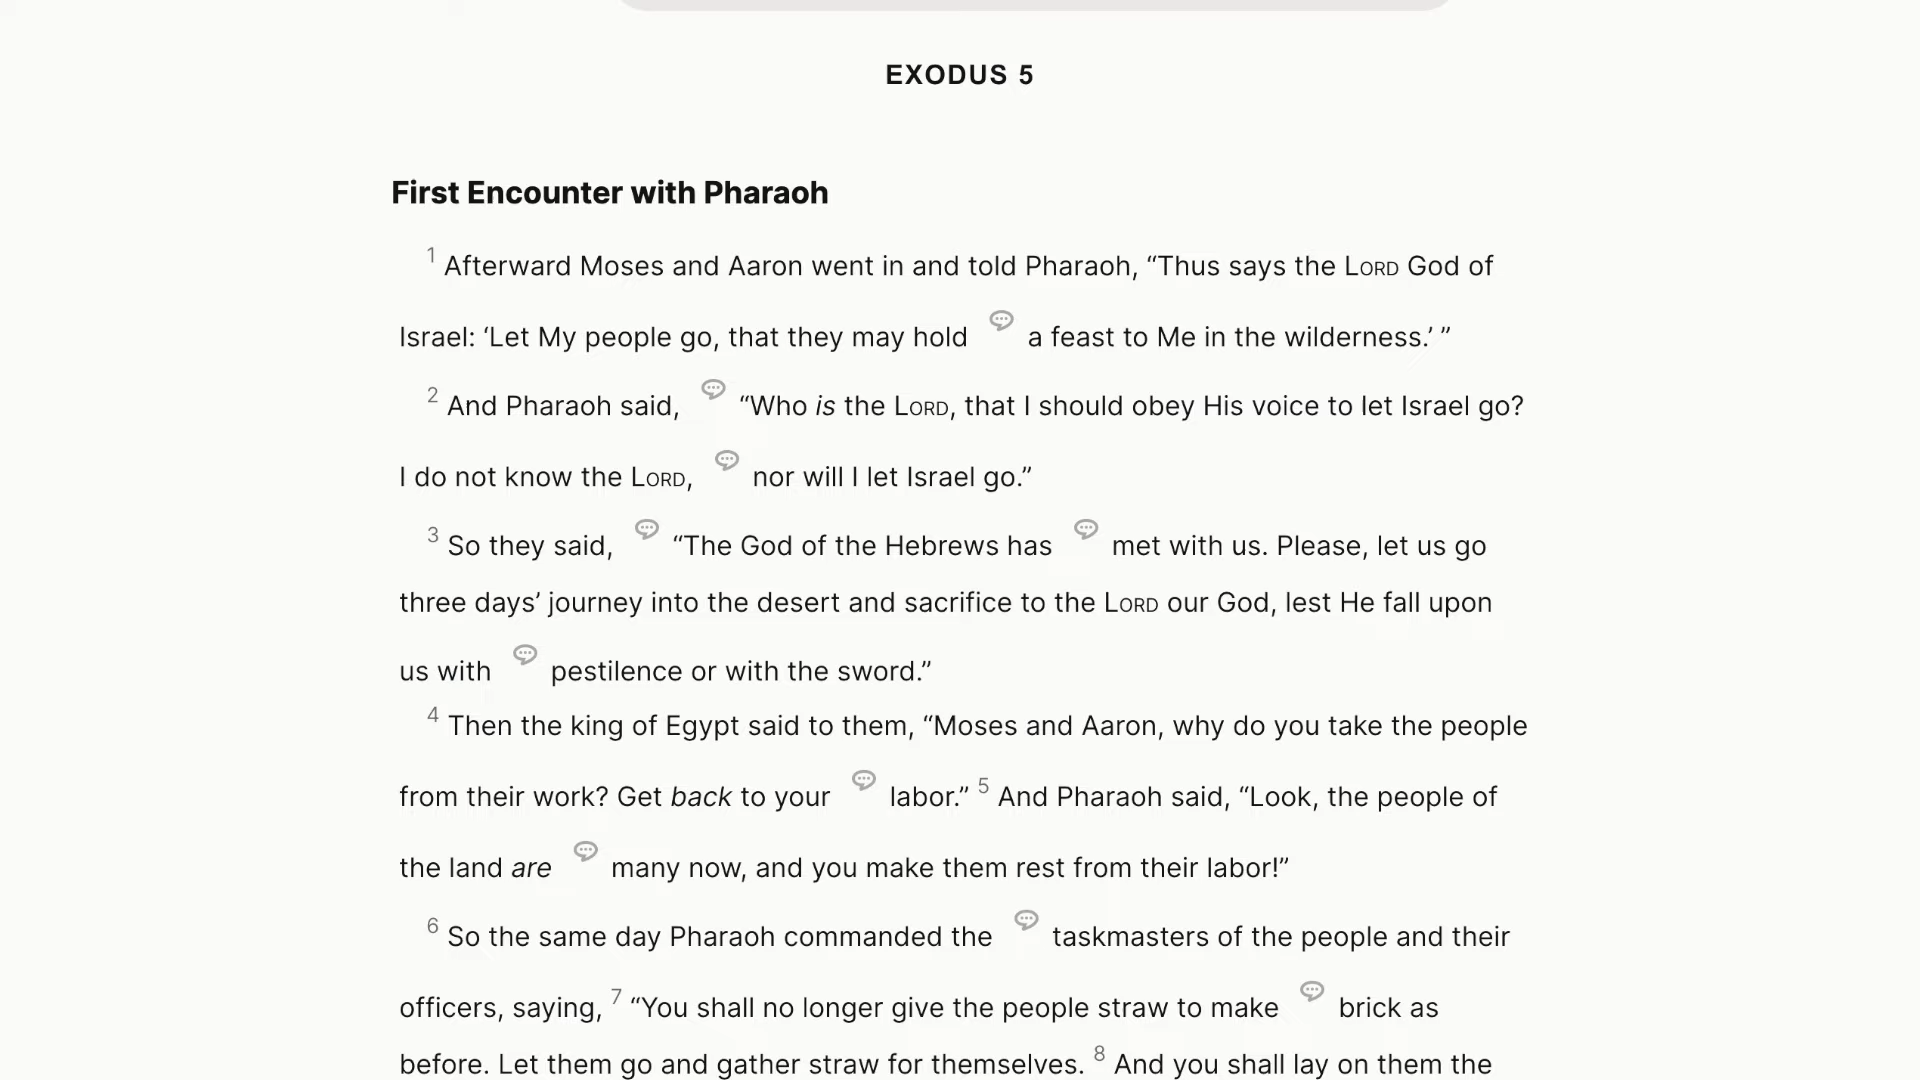 EXODUS 5
First Encounter with Pharaoh
1 Afterward Moses and Aaron went in and told Pharaoh, “Thus says the LORD God of
Israel: ‘Let My people go, that they may hold a feast to Me in the wilderness.’ ”
2 And Pharaoh said, “Who is the LORD, that I should obey His voice to let Israel go?
I do not know the LORD, nor will I let Israel go.”
3 So they said, “The God of the Hebrews has met with us. Please, let us go
three days’ journey into the desert and sacrifice to the LORD our God, lest He fall upon
us with pestilence or with the sword.”
4 Then the king of Egypt said to them, “Moses and Aaron, why do you take the people
from their work? Get back to your labor.” 5 And Pharaoh said, “Look, the people of
the land are many now, and you make them rest from their labor!”
6 So the same day Pharaoh commanded the taskmasters of the people and their
officers, saying, 7 “You shall no longer give the people straw to make brick as
before. Let them go and gather straw for themselves. 8 And you shall lay on them the